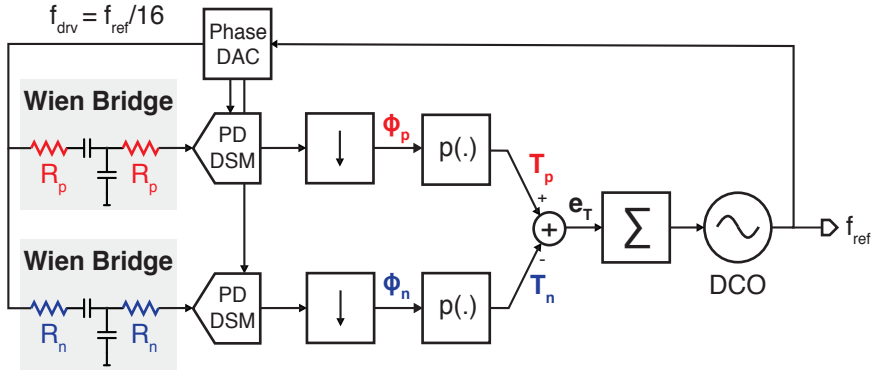 f_drv = f_ref/16
Phase
DAC
Wien Bridge
R_p
R_p
PD
DSM
↓
Φ_p
p(.)
T_p
+
+
-
e_T
Σ
DCO
f_ref
Wien Bridge
R_n
R_n
PD
DSM
↓
Φ_n
p(.)
T_n